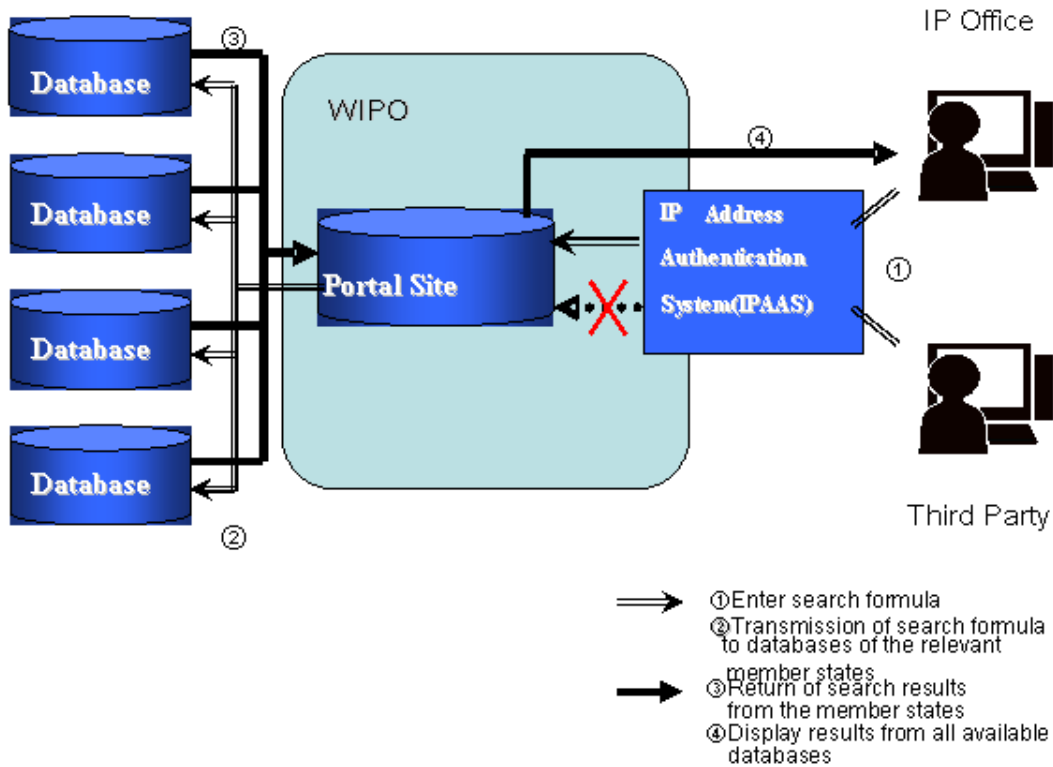 IP Office
③
Database
WIPO
④
Database
IP Address
Authentication
System(IPAAS)
①
Portal Site
Database
Database
②
Third Party
①Enter search formula
②Transmission of search formula
to databases of the relevant
member states
③Return of search results
from the member states
④Display results from all available
databases